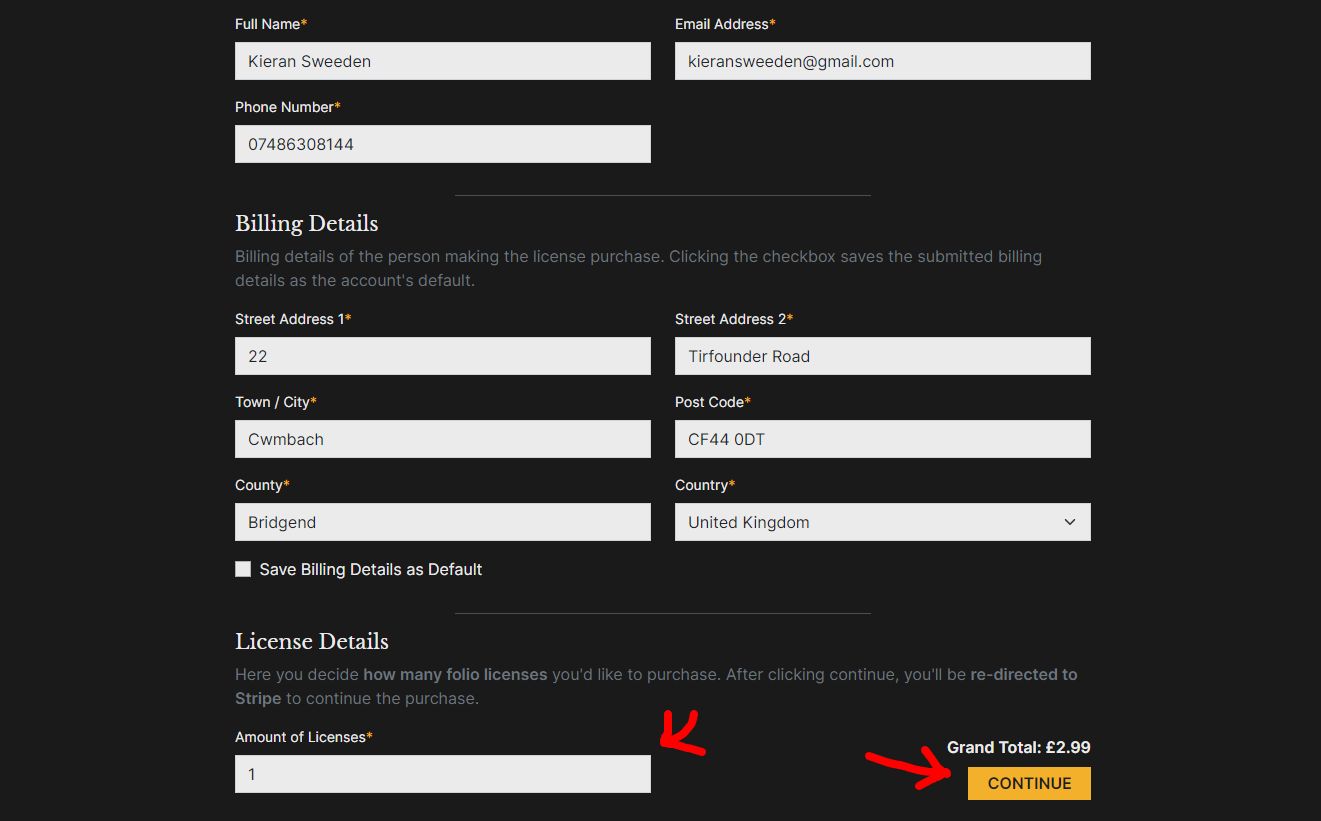 Full Name*
Email Address*
Kieran Sweeden
kieransweeden@gmail.com
Phone Number*
07486308144
Billing Details
Billing details of the person making the license purchase. Clicking the checkbox saves the submitted billing
details as the account's default.
Street Address 1*
Street Address 2*
22
Tirfounder Road
Town / City*
Post Code*
Cwmbach
CF44 0DT
County*
Country*
Bridgend
United Kingdom
Save Billing Details as Default
License Details
Here you decide how many folio licenses you'd like to purchase. After clicking continue, you'll be re-directed to
Stripe to continue the purchase.
Amount of Licenses*
1
Grand Total: £2.99
CONTINUE